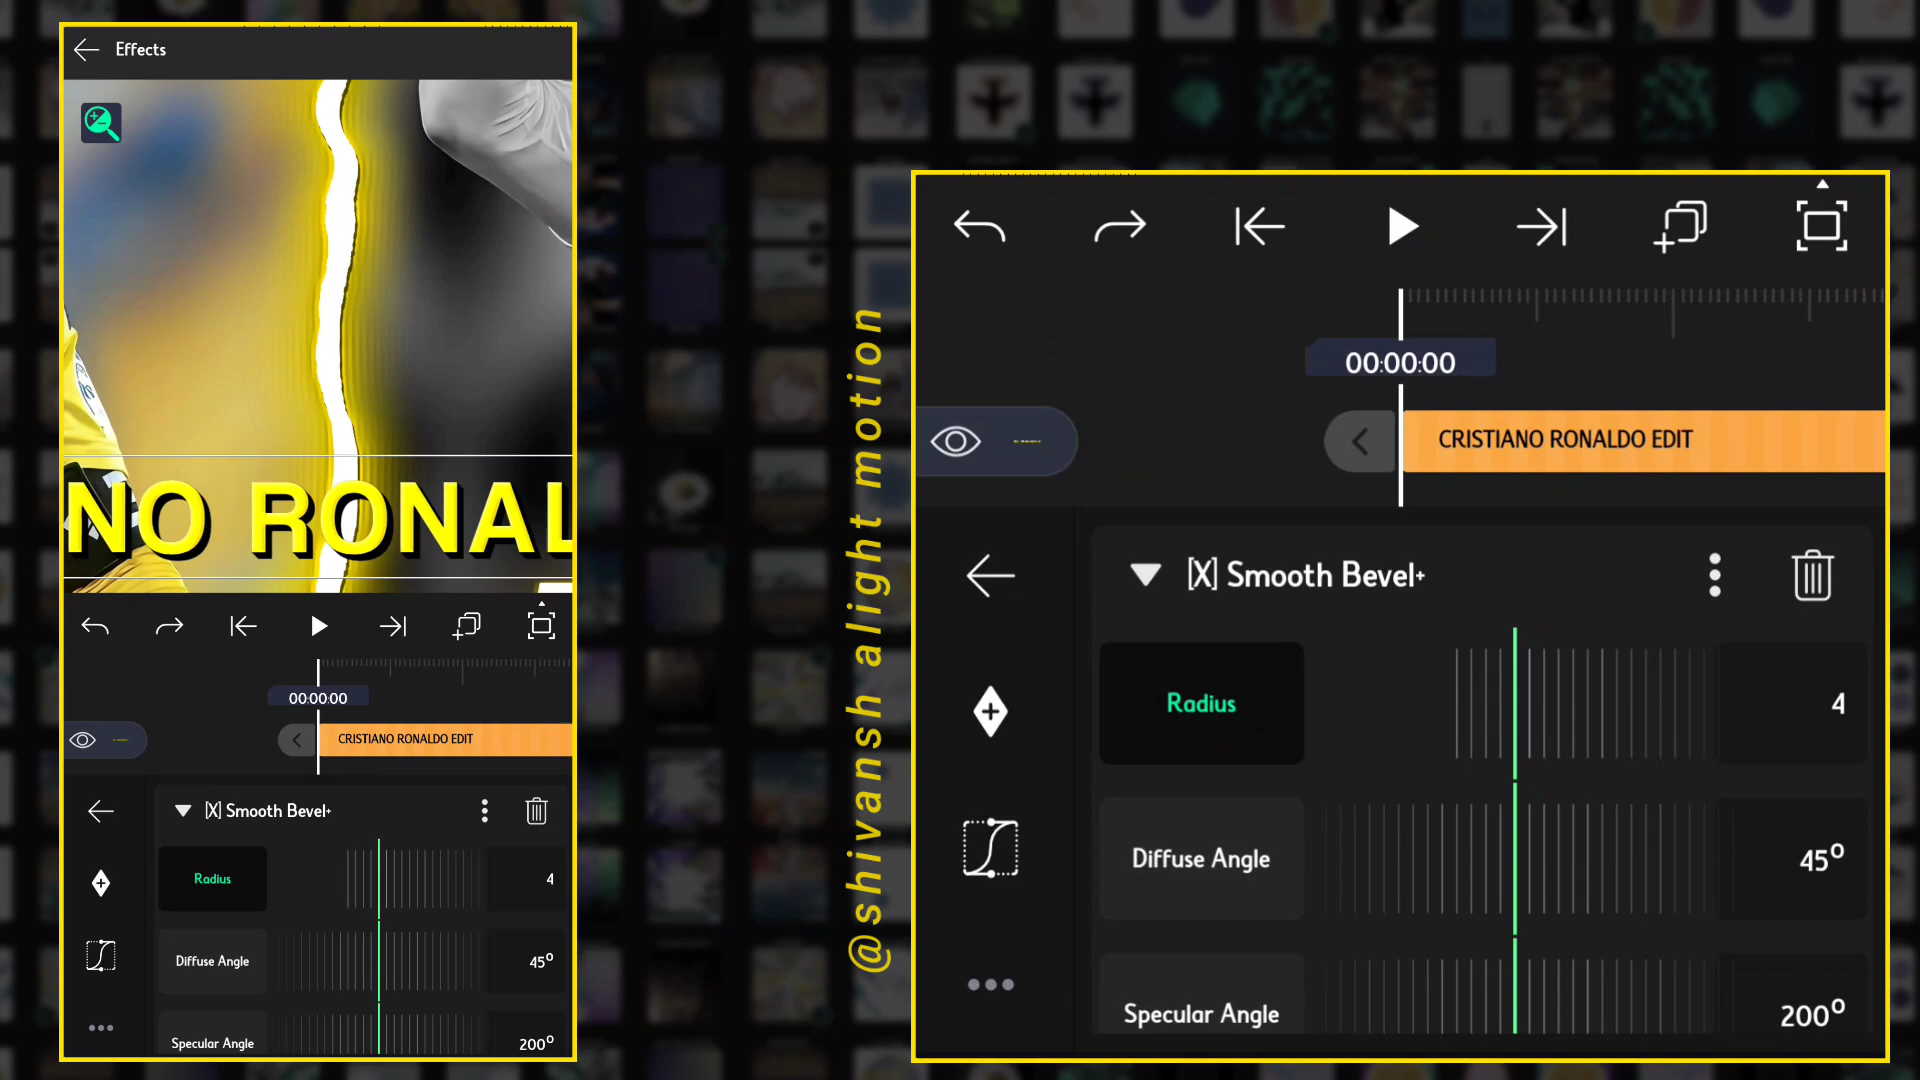 Effects
NO RONAL
00:00:00
CRISTIANO RONALDO EDIT
[X] Smooth Bevel+
Radius
4
Diffuse Angle
45°
Specular Angle
200°
@shivansh alight motion
00:00:00
CRISTIANO RONALDO EDIT
[X] Smooth Bevel+
Radius
4
Diffuse Angle
45°
Specular Angle
200°